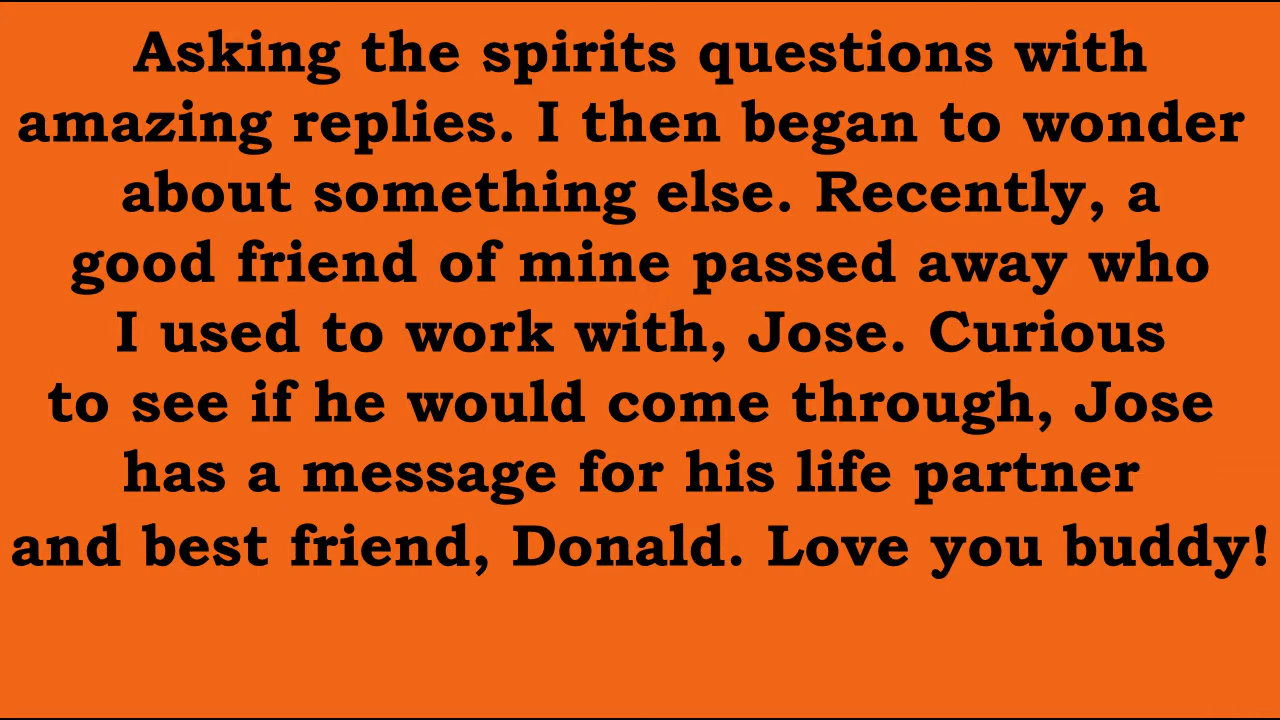 Asking the spirits questions with
amazing replies. I then began to wonder
about something else. Recently, a
good friend of mine passed away who
I used to work with, Jose. Curious
to see if he would come through, Jose
has a message for his life partner
and best friend, Donald. Love you buddy!